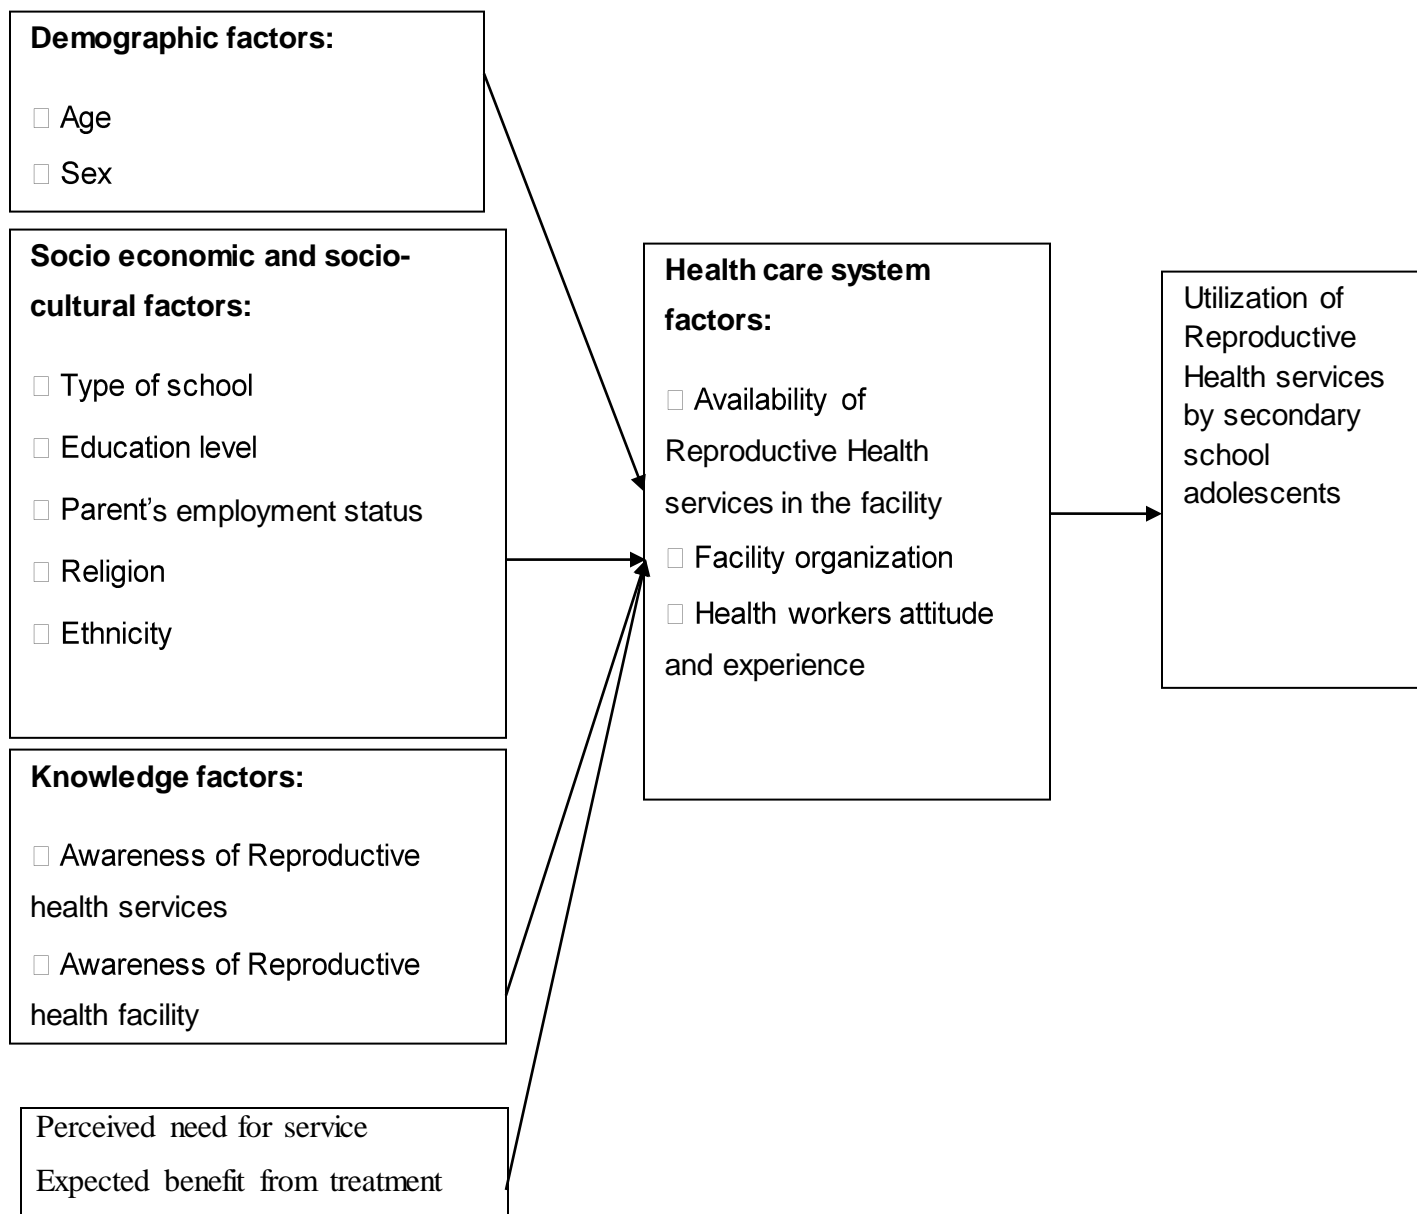 Demographic factors:
□ Age
□ Sex
Socio economic and socio-
cultural factors:
□ Type of school
□ Education level
□ Parent's employment status
□ Religion
□ Ethnicity
Knowledge factors:
□ Awareness of Reproductive
health services
□ Awareness of Reproductive
health facility
Perceived need for service
Expected benefit from treatment
Health care system
factors:
□ Availability of
Reproductive Health
services in the facility
□ Facility organization
□ Health workers attitude
and experience
Utilization of
Reproductive
Health services
by secondary
school
adolescents